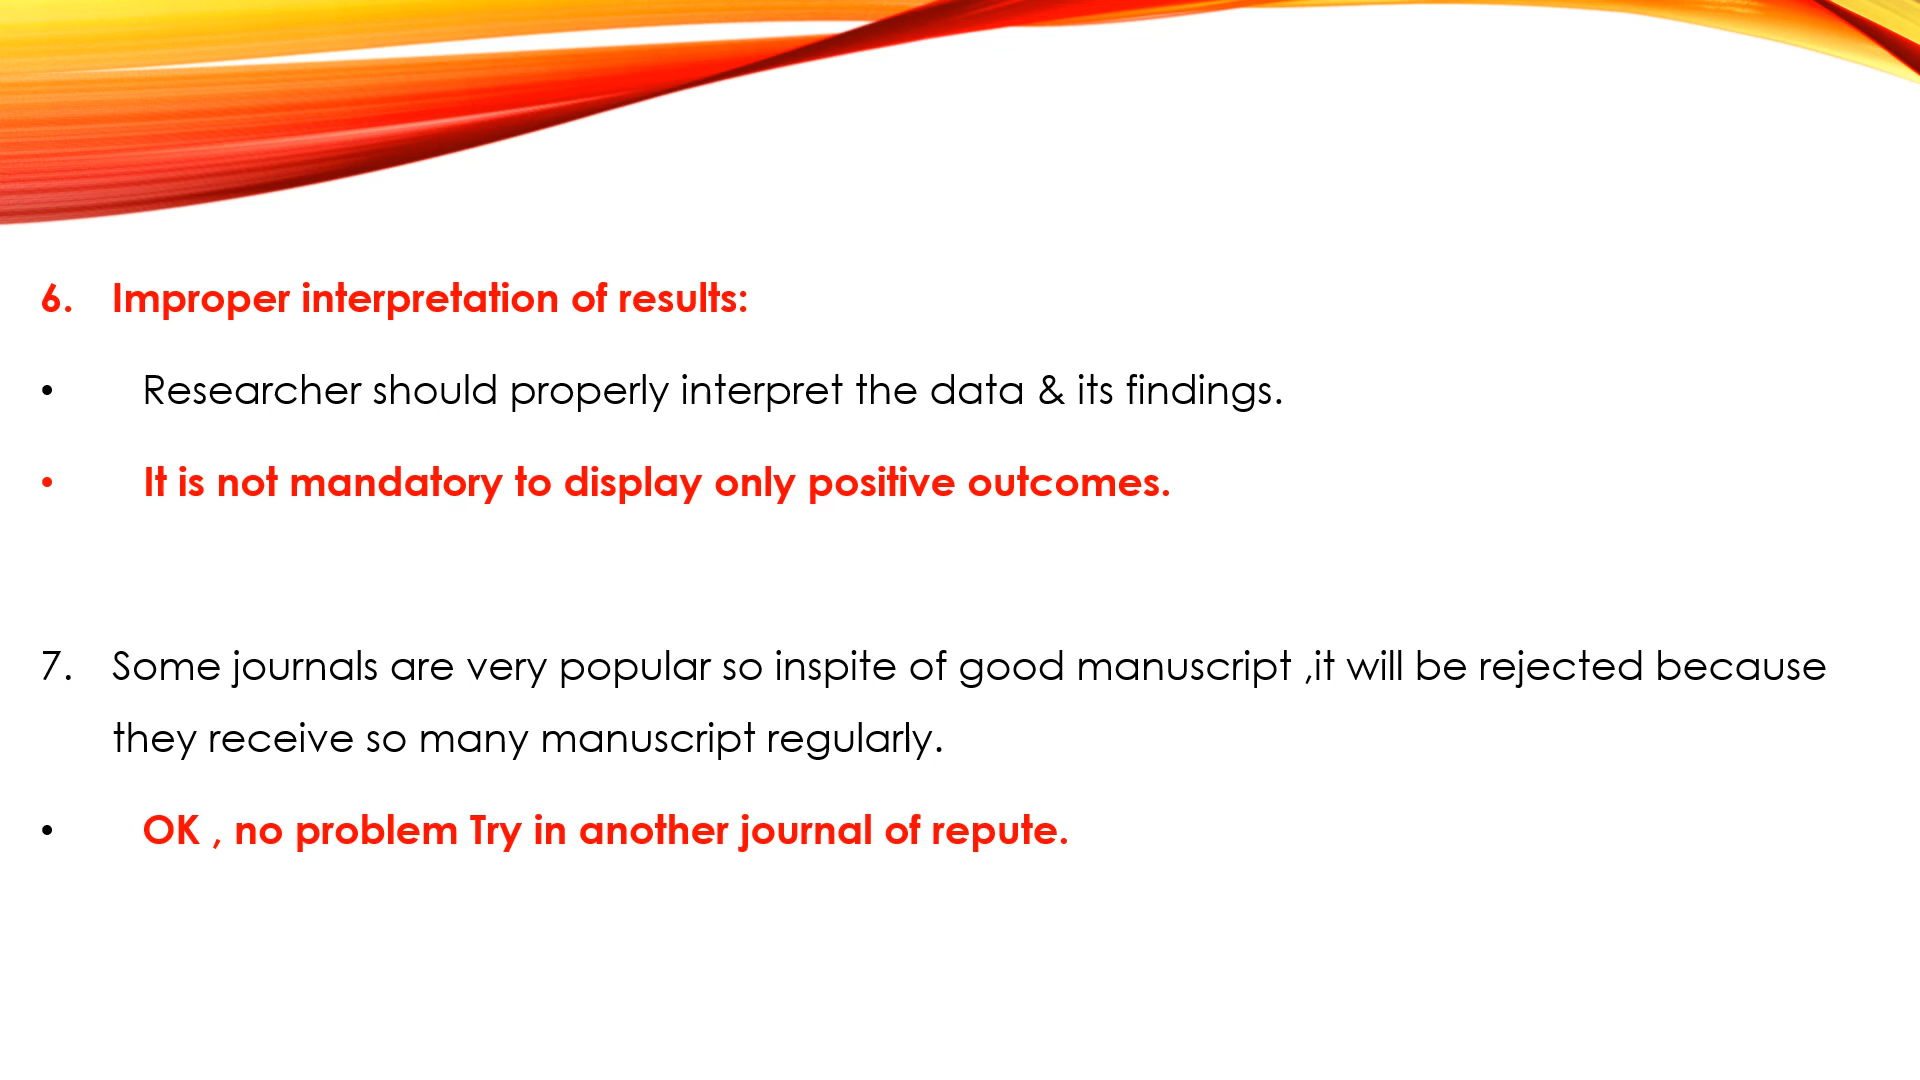 6. Improper interpretation of results:
• Researcher should properly interpret the data & its findings.
• It is not mandatory to display only positive outcomes.
7. Some journals are very popular so inspite of good manuscript ,it will be rejected because
they receive so many manuscript regularly.
• OK , no problem Try in another journal of repute.